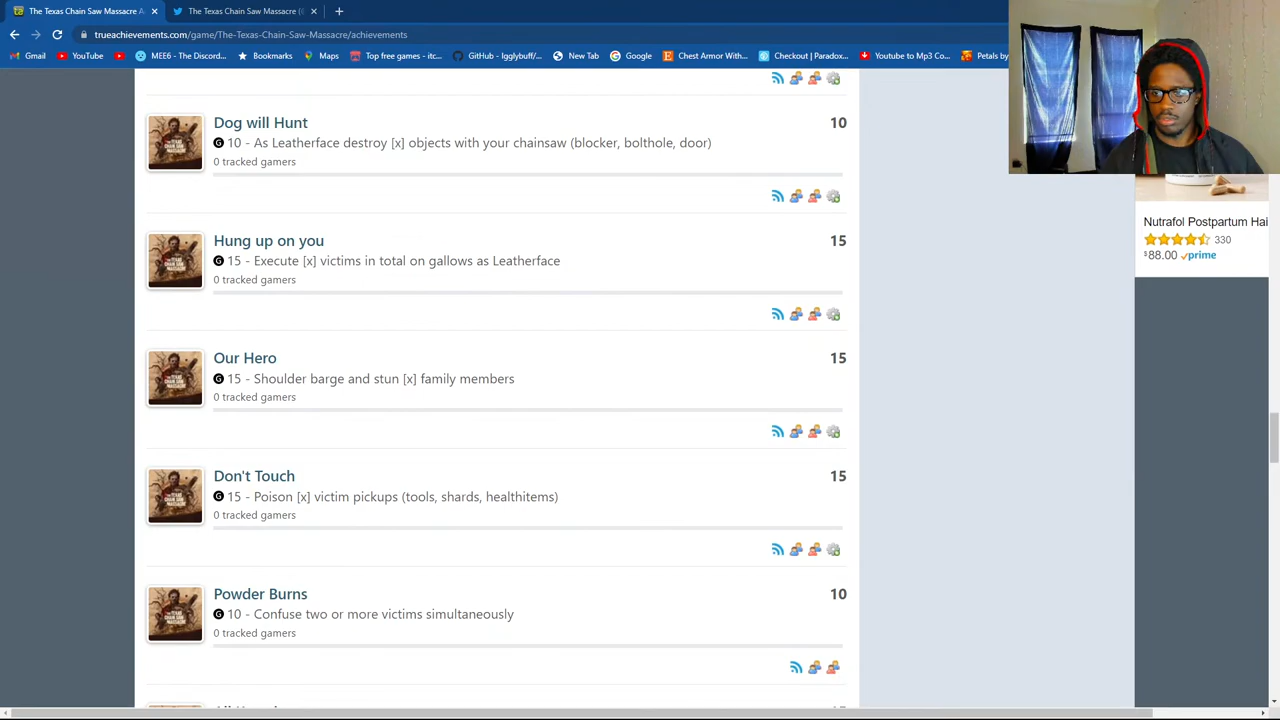 The Texas Chain Saw Massacre A
The Texas Chain Saw Massacre (
trueachievements.com/game/The-Texas-Chain-Saw-Massacre/achievements
Gmail
YouTube
MEE6 - The Discord...
Bookmarks
Maps
Top free games - itc...
Github - Igglybuff/...
New Tab
Google
Chest Armor With...
Checkout | Paradox...
Youtube to Mp3 Co...
Petals by
Dog will Hunt
10
G 10 - As Leatherface destroy [x] objects with your chainsaw (blocker, bolthole, door)
0 tracked gamers
Hung up on you
15
G 15 - Execute [x] victims in total on gallows as Leatherface
0 tracked gamers
Our Hero
15
G 15 - Shoulder barge and stun [x] family members
0 tracked gamers
Don't Touch
15
G 15 - Poison [x] victim pickups (tools, shards, healthitems)
0 tracked gamers
Powder Burns
10
G 10 - Confuse two or more victims simultaneously
0 tracked gamers
Nutrafol Postpartum Hai
330
$88.00 prime